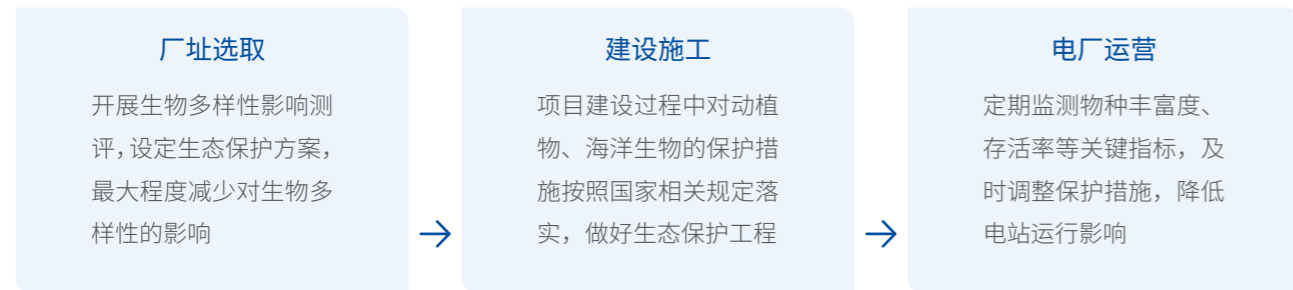 厂址选取
开展生物多样性影响测
评，设定生态保护方案，
最大程度减少对生物多
样性的影响
建设施工
项目建设过程中对动植
物、海洋生物的保护措
施按照国家相关规定落
实，做好生态保护工程
电厂运营
定期监测物种丰富度、
存活率等关键指标，及
时调整保护措施，降低
电站运行影响